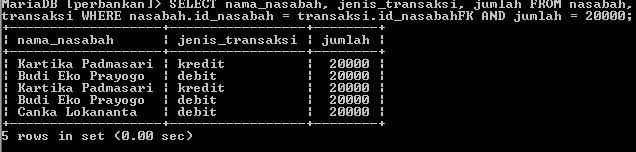 MariaDB [perbankan]> SELECT nama_nasabah, jenis_transaksi, jumlah FROM nasabah,
transaksi WHERE nasabah.id_nasabah = transaksi.id_nasabahFK AND jumlah = 20000;
+------------------+-----------------+--------+
| nama_nasabah | jenis_transaksi | jumlah |
+------------------+-----------------+--------+
| Kartika Padmasari | kredit | 20000 |
| Budi Eko Prayogo | debit | 20000 |
| Kartika Padmasari | kredit | 20000 |
| Budi Eko Prayogo | debit | 20000 |
| Canka Lokananta | debit | 20000 |
+------------------+-----------------+--------+
5 rows in set (0.00 sec)